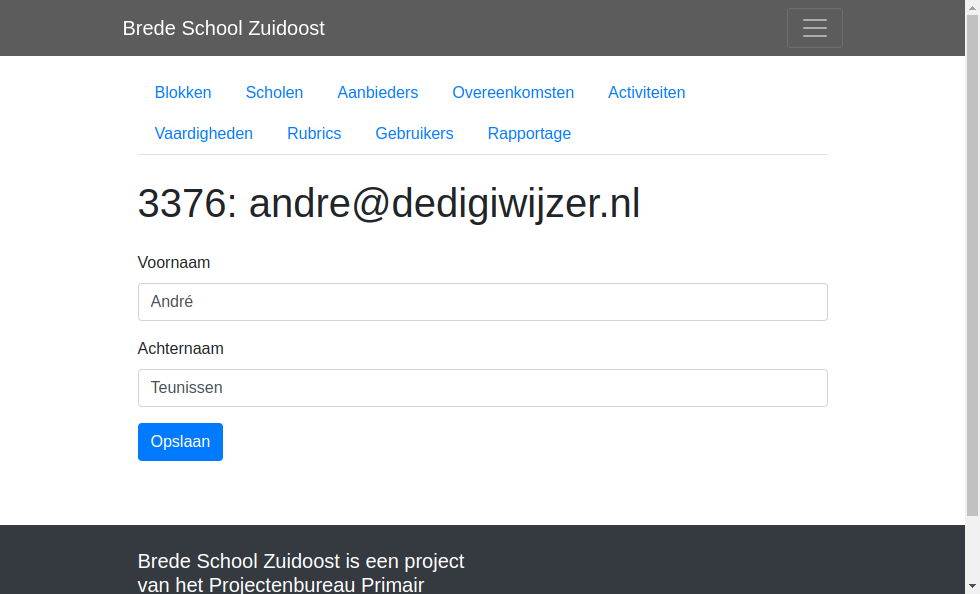 Brede School Zuidoost
Blokken Scholen Aanbieders Overeenkomsten Activiteiten
Vaardigheden Rubrics Gebruikers Rapportage
3376: andre@dedigiwijzer.nl
Voornaam
André
Achternaam
Teunissen
Opslaan
Brede School Zuidoost is een project
van het Projectenbureau Primair